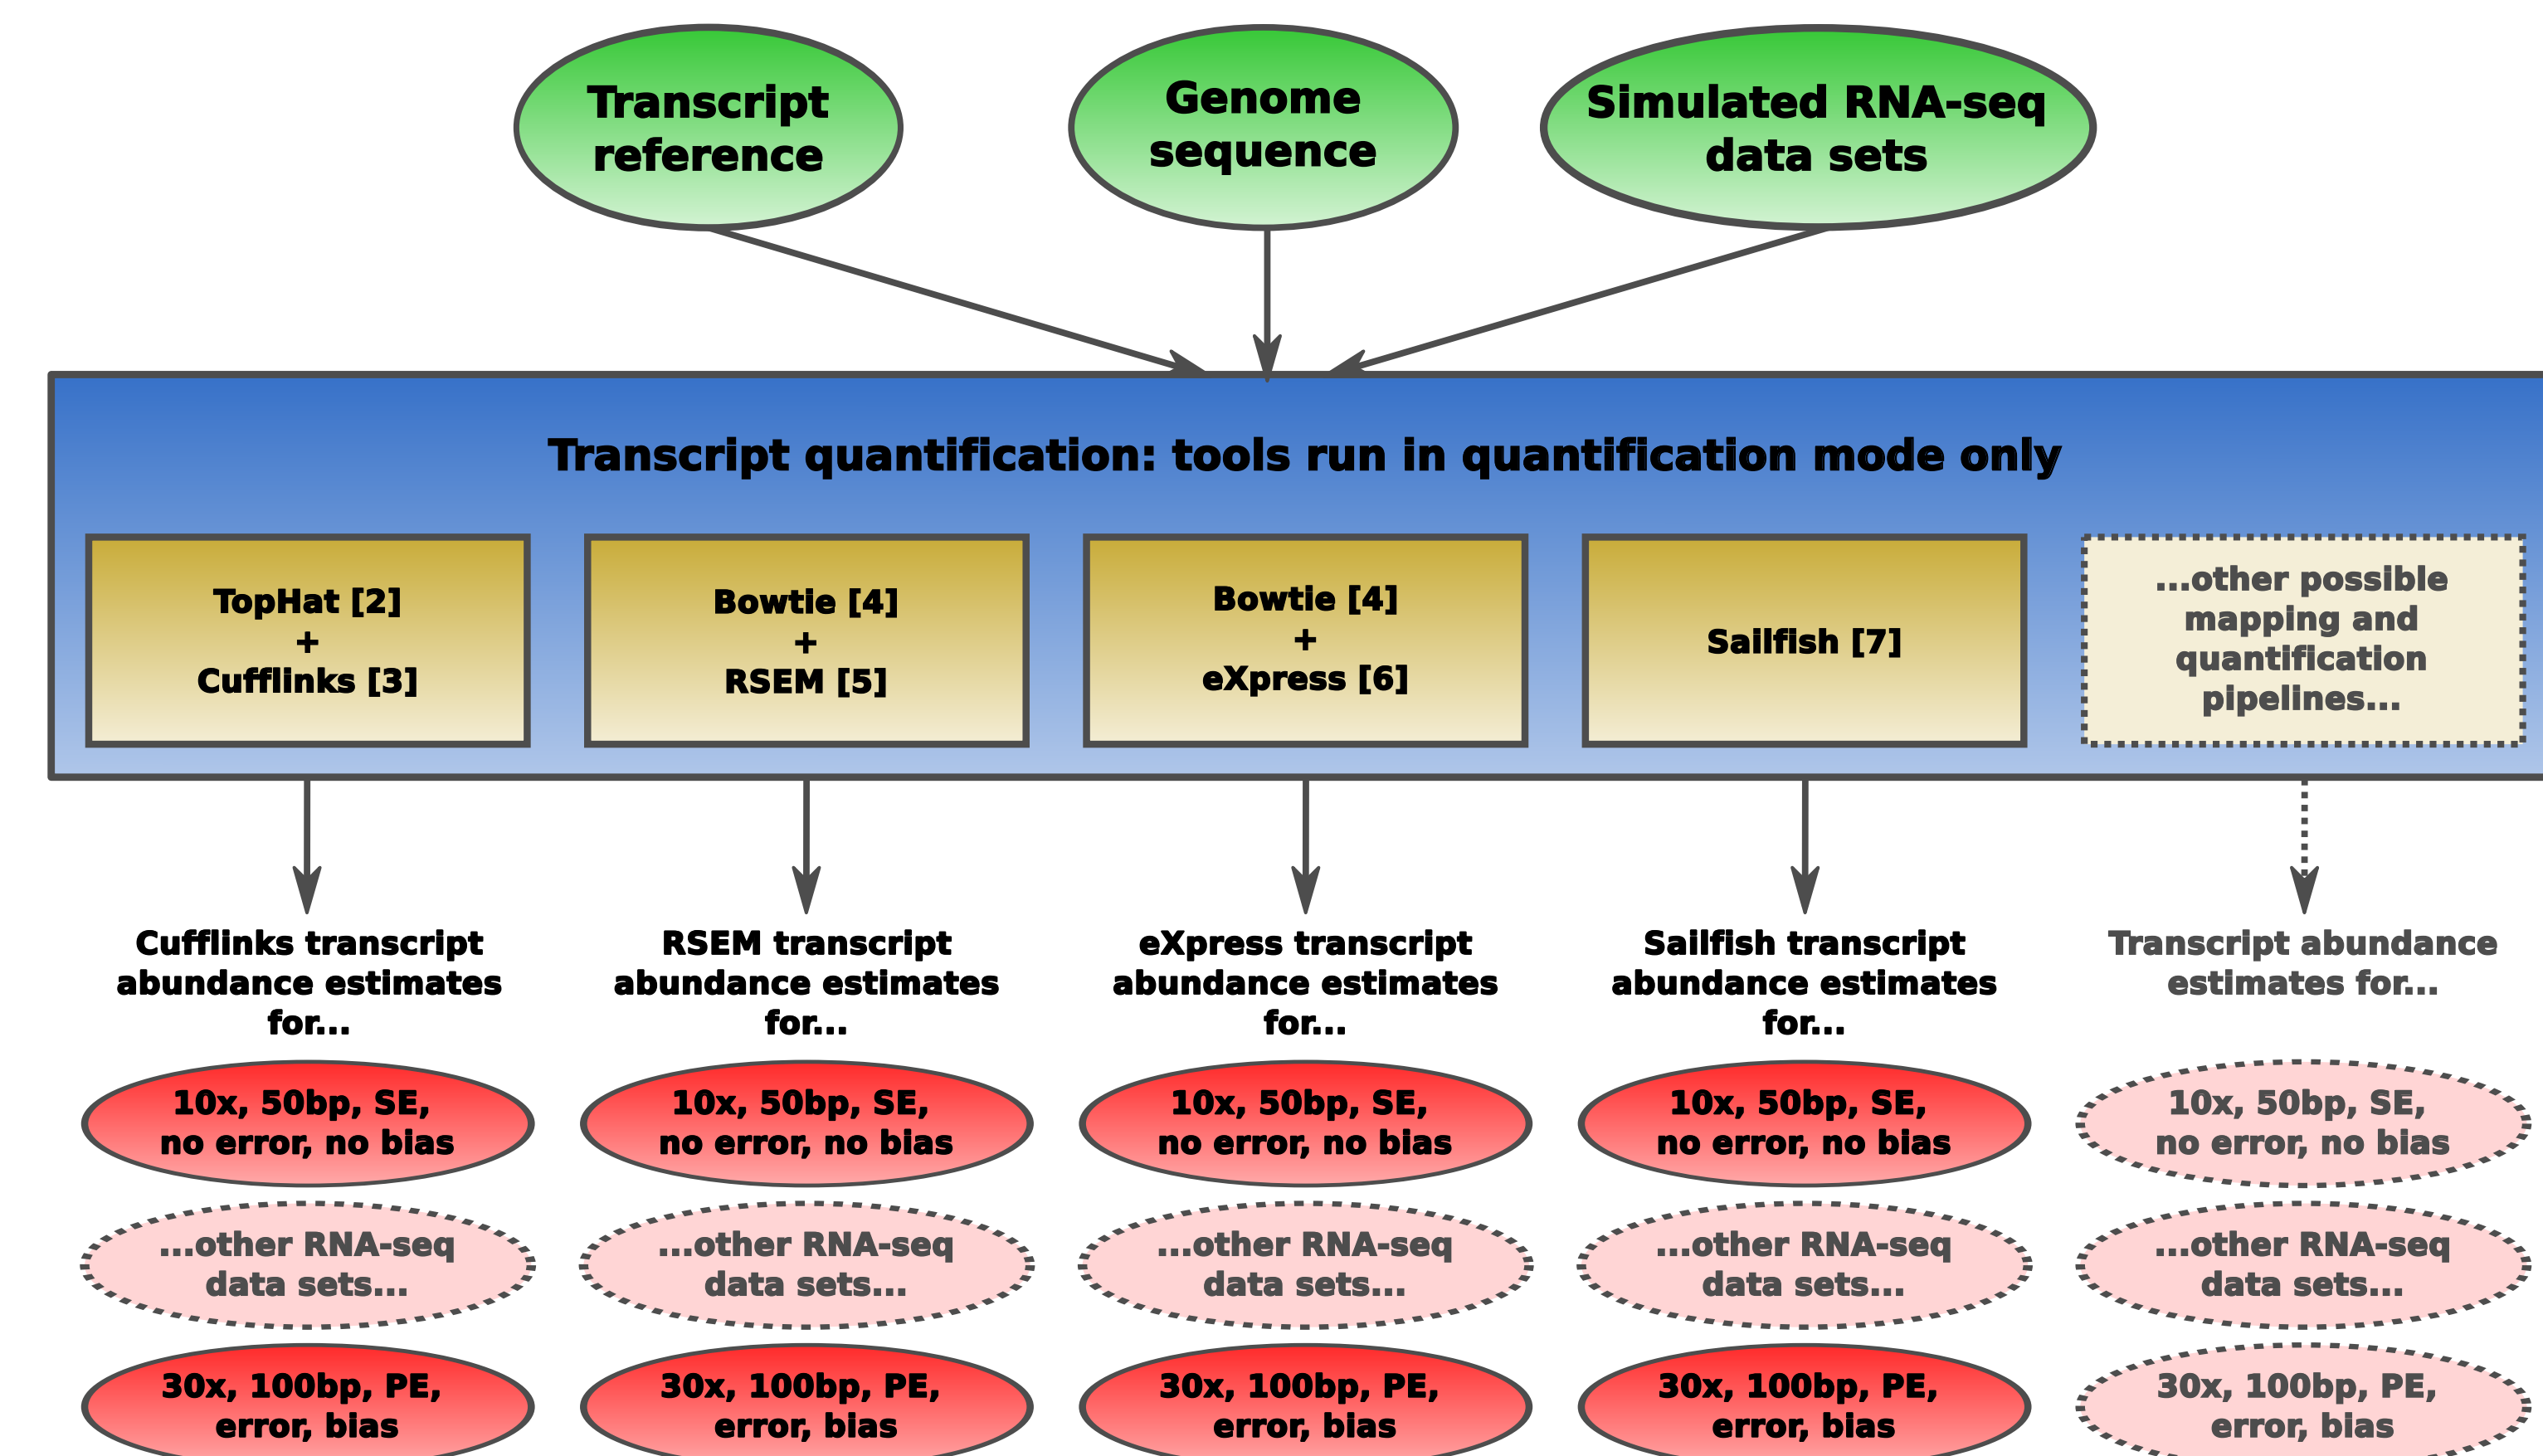 Transcript
reference
Genome
sequence
Simulated RNA-seq
data sets
Transcript quantification: tools run in quantification mode only
TopHat [2]
+
Cufflinks [3]
Bowtie [4]
+
RSEM [5]
Bowtie [4]
+
eXpress [6]
Sailfish [7]
...other possible
mapping and
quantification
pipelines...
Cufflinks transcript
abundance estimates
for...
RSEM transcript
abundance estimates
for...
eXpress transcript
abundance estimates
for...
Sailfish transcript
abundance estimates
for...
Transcript abundance
estimates for...
10x, 50bp, SE,
no error, no bias
10x, 50bp, SE,
no error, no bias
10x, 50bp, SE,
no error, no bias
10x, 50bp, SE,
no error, no bias
10x, 50bp, SE,
no error, no bias
...other RNA-seq
data sets...
...other RNA-seq
data sets...
...other RNA-seq
data sets...
...other RNA-seq
data sets...
...other RNA-seq
data sets...
30x, 100bp, PE,
error, bias
30x, 100bp, PE,
error, bias
30x, 100bp, PE,
error, bias
30x, 100bp, PE,
error, bias
30x, 100bp, PE,
error, bias